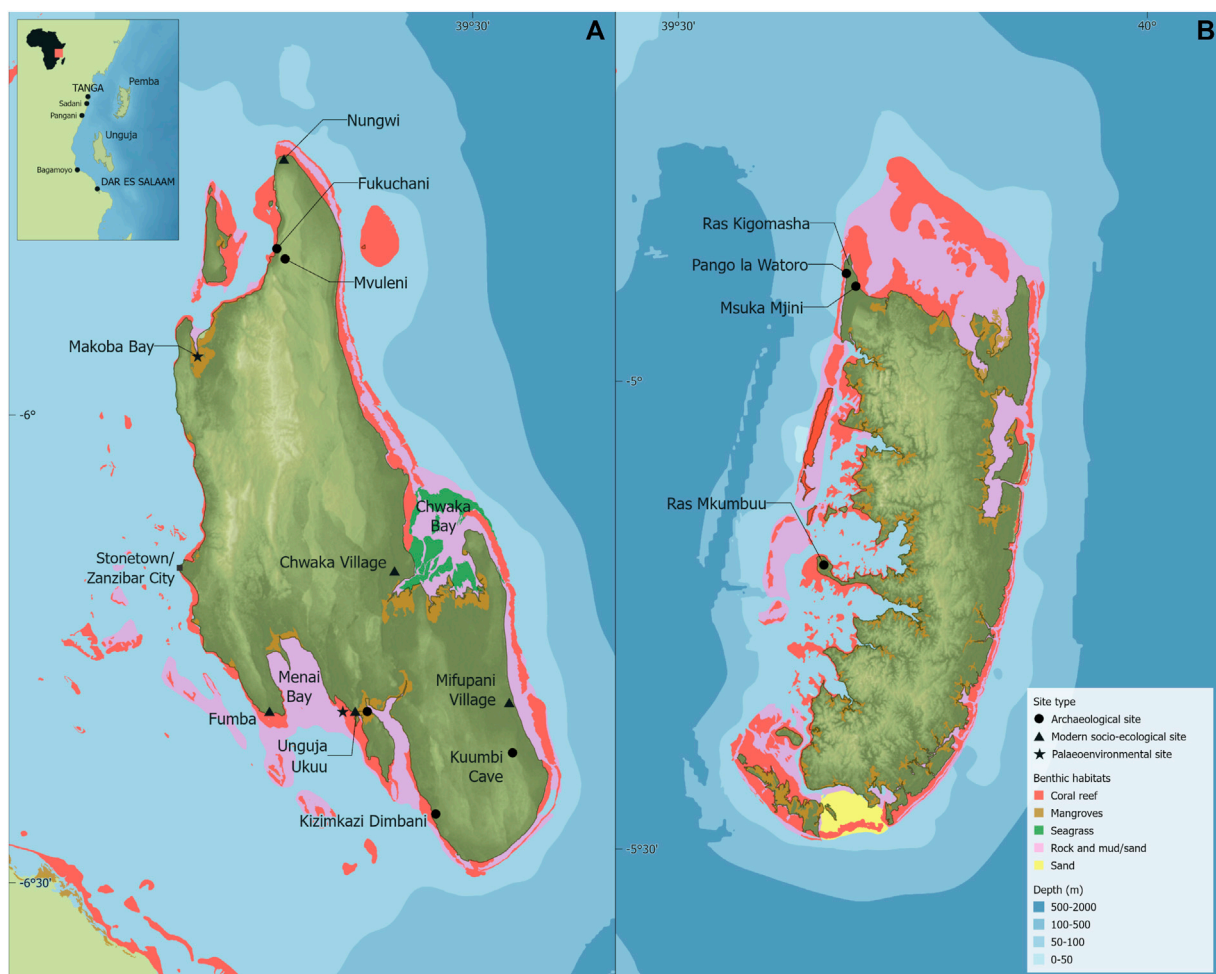 39°30'
A
39°30'
40°
B
TANGA
Sadani
Pangani
Pemba
Unguja
Bagamoyo
DAR ES SALAAM
Nungwi
Fukuchani
Mvuleni
Makoba Bay
-6°
Stonetown/
Zanzibar City
Chwaka
Bay
Chwaka Village
Menai
Bay
Mifupani
Village
Fumba
Unguja
Ukuu
Kuumbi
Cave
Kizimkazi Dimbani
-6°30'
Ras Kigomasha
Pango la Watoro
Msuka Mjini
-5°
Ras Mkumbuu
-5°30'
Site type
Archaeological site
Modern socio-ecological site
Palaeoenvironmental site
Benthic habitats
Coral reef
Mangroves
Seagrass
Rock and mud/sand
Sand
Depth (m)
500-2000
100-500
50-100
0-50